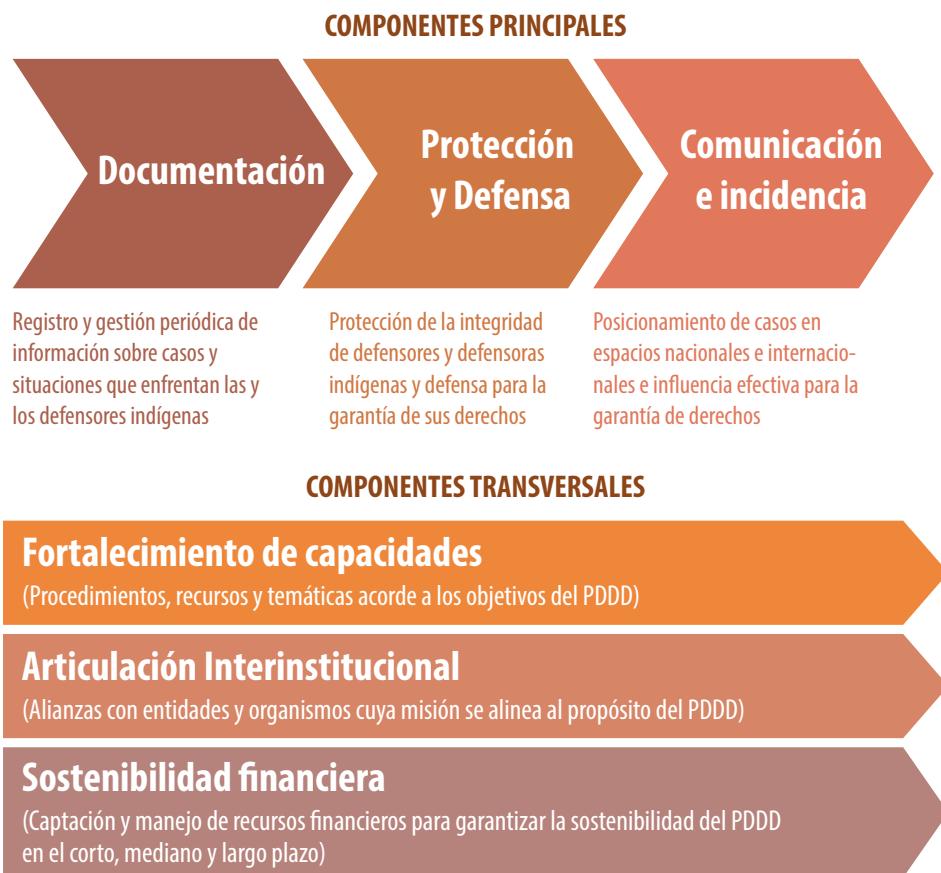 COMPONENTES PRINCIPALES
Documentación
Protección
y Defensa
Comunicación
e incidencia
Registro y gestión periódica de
información sobre casos y
situaciones que enfrentan las y
los defensores indígenas
Protección de la integridad
de defensores y defensoras
indígenas y defensa para la
garantía de sus derechos
Posicionamiento de casos en
espacios nacionales e internacio-
nales e influencia efectiva para la
garantía de derechos
COMPONENTES TRANSVERSALES
Fortalecimiento de capacidades
(Procedimientos, recursos y temáticas acorde a los objetivos del PDDD)
Articulación Interinstitucional
(Alianzas con entidades y organismos cuya misión se alinea al propósito del PDDD)
Sostenibilidad financiera
(Captación y manejo de recursos financieros para garantizar la sostenibilidad del PDDD
en el corto, mediano y largo plazo)